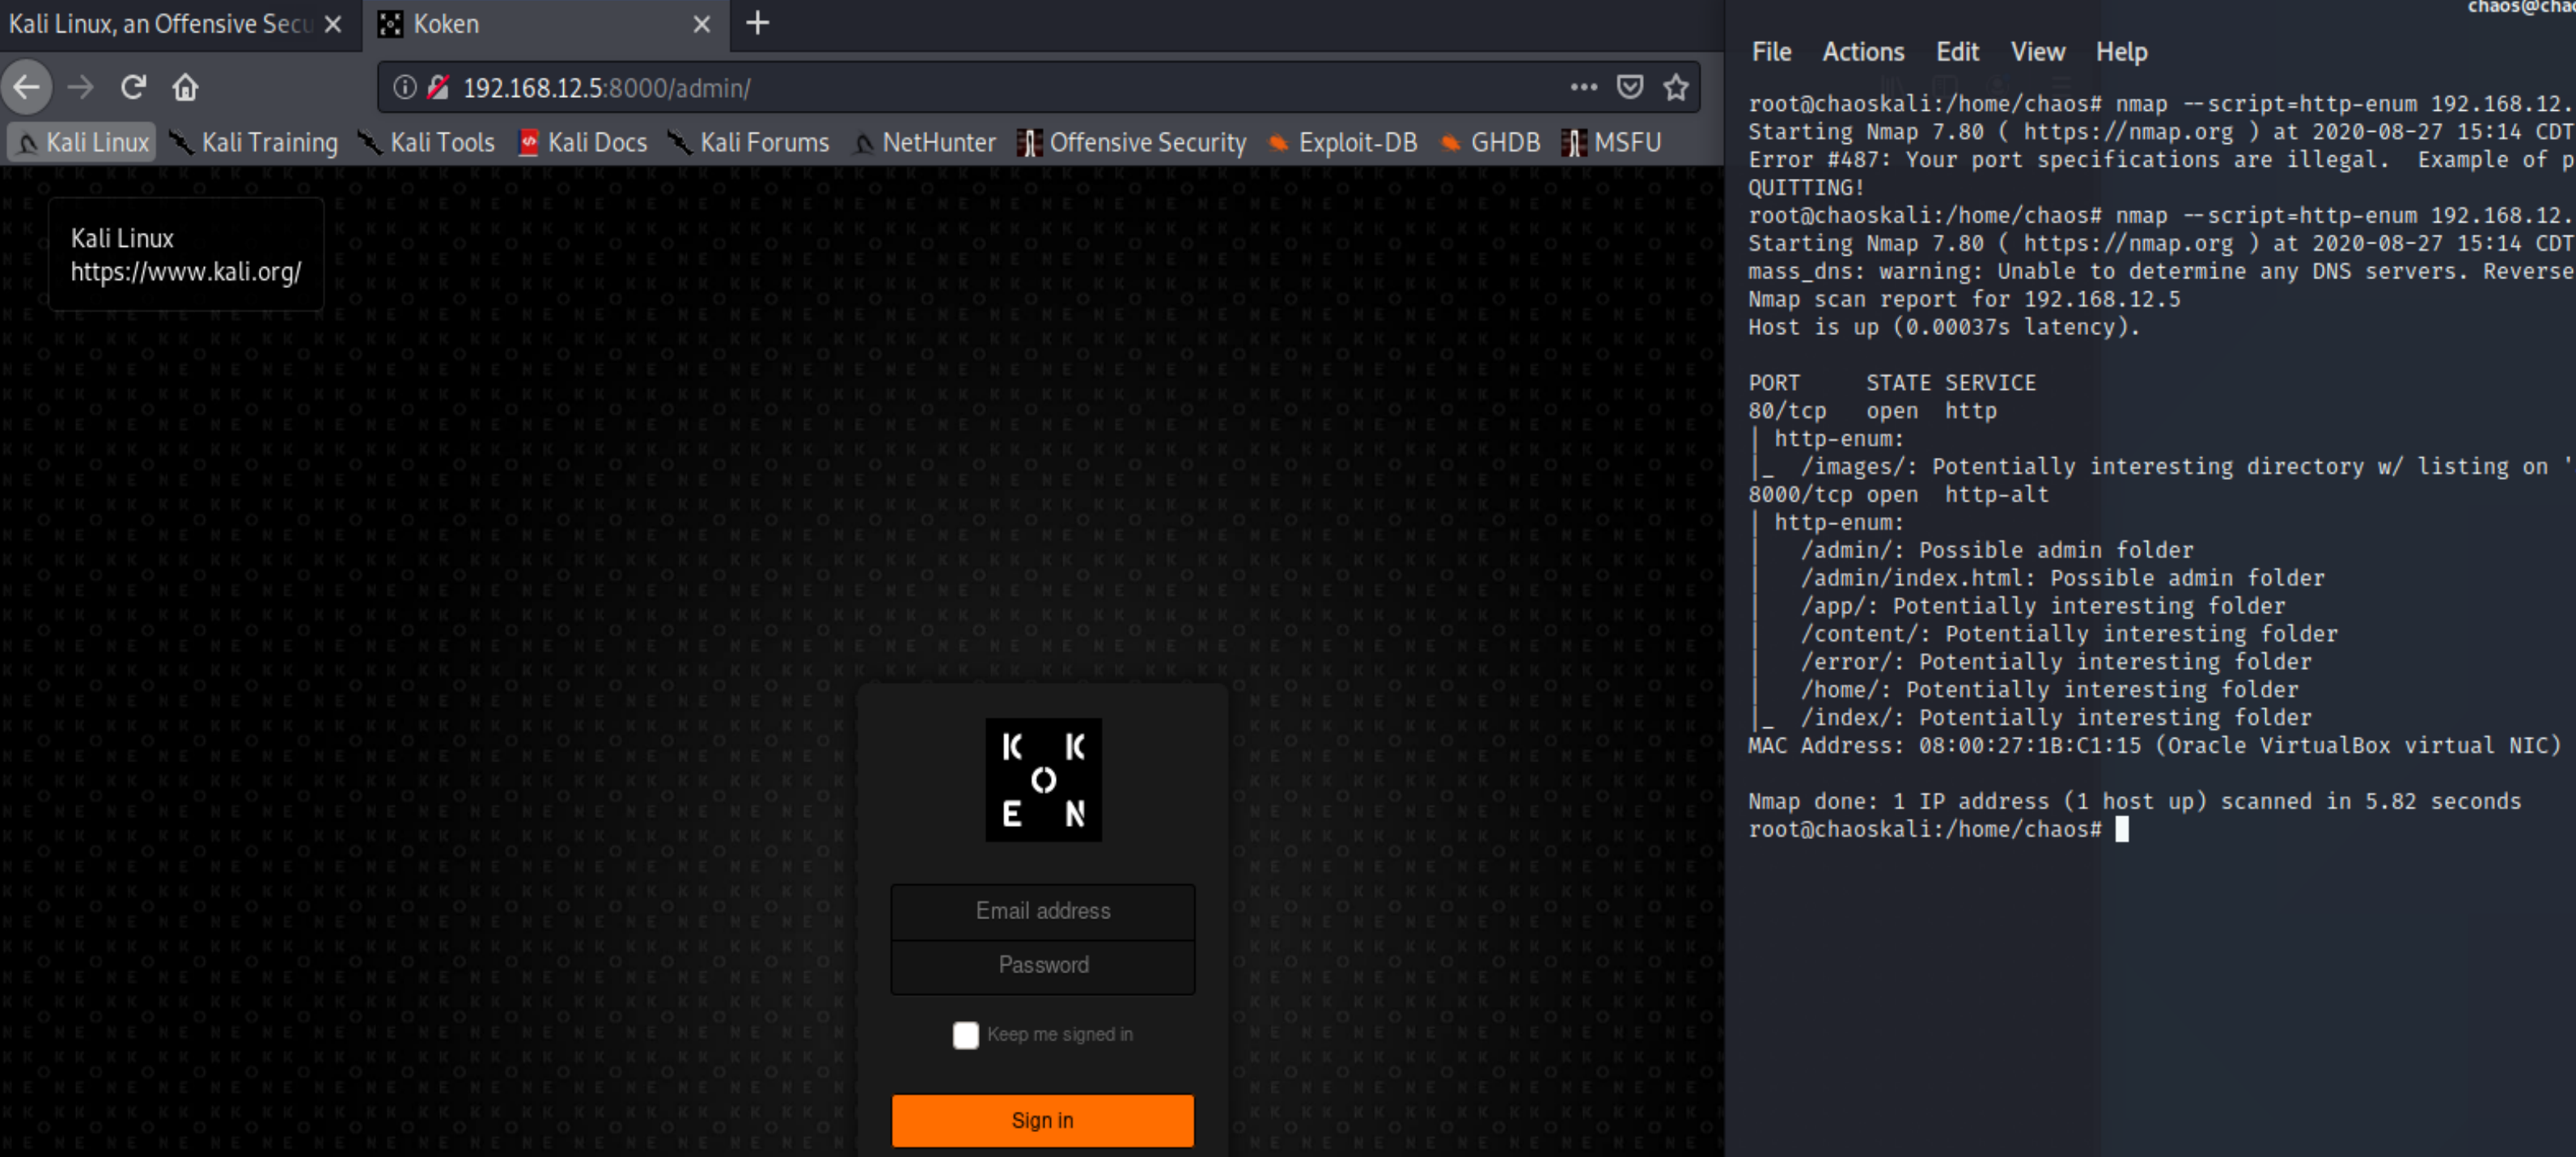 Kali Linux, an Offensive Secu
Koken
192.168.12.5:8000/admin/
Kali Linux Kali Training Kali Tools Kali Docs Kali Forums NetHunter Offensive Security Exploit-DB GHDB MSFU
Kali Linux
https://www.kali.org/
K K
O
E N
Email address
Password
Keep me signed in
Sign in
chaos@chao
File Actions Edit View Help
root@chaoskali:/home/chaos# nmap --script=http-enum 192.168.12.
Starting Nmap 7.80 ( https://nmap.org ) at 2020-08-27 15:14 CDT
Error #487: Your port specifications are illegal.  Example of p
QUITTING!
root@chaoskali:/home/chaos# nmap --script=http-enum 192.168.12.
Starting Nmap 7.80 ( https://nmap.org ) at 2020-08-27 15:14 CDT
mass_dns: warning: Unable to determine any DNS servers. Reverse
Nmap scan report for 192.168.12.5
Host is up (0.00037s latency).
PORT     STATE SERVICE
80/tcp   open  http
| http-enum:
|_  /images/: Potentially interesting directory w/ listing on '
8000/tcp open  http-alt
| http-enum:
|   /admin/: Possible admin folder
|   /admin/index.html: Possible admin folder
|   /app/: Potentially interesting folder
|   /content/: Potentially interesting folder
|   /error/: Potentially interesting folder
|   /home/: Potentially interesting folder
|_  /index/: Potentially interesting folder
MAC Address: 08:00:27:1B:C1:15 (Oracle VirtualBox virtual NIC)
Nmap done: 1 IP address (1 host up) scanned in 5.82 seconds
root@chaoskali:/home/chaos#